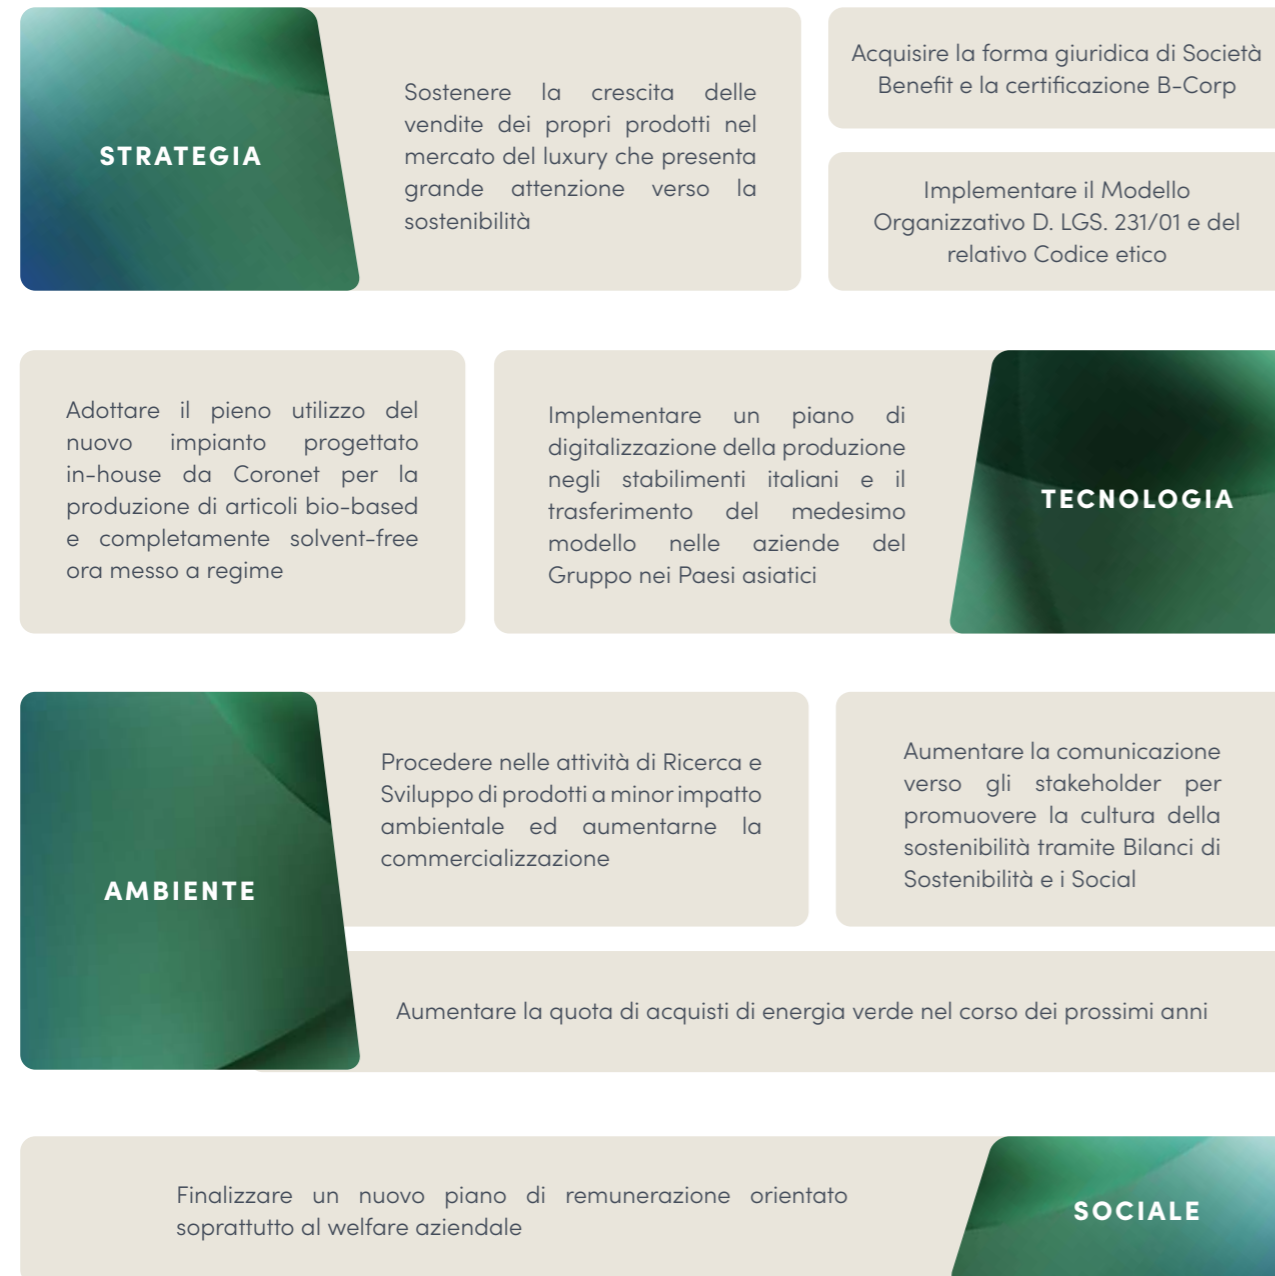 STRATEGIA
Sostenere la crescita delle
vendite dei propri prodotti nel
mercato del luxury che presenta
grande attenzione verso la
sostenibilità
Acquisire la forma giuridica di Società
Benefit e la certificazione B-Corp
Implementare il Modello
Organizzativo D. LGS. 231/01 e del
relativo Codice etico
Adottare il pieno utilizzo del
nuovo impianto progettato
in-house da Coronet per la
produzione di articoli bio-based
e completamente solvent-free
ora messo a regime
Implementare un piano di
digitalizzazione della produzione
negli stabilimenti italiani e il
trasferimento del medesimo
modello nelle aziende del
Gruppo nei Paesi asiatici
TECNOLOGIA
AMBIENTE
Procedere nelle attività di Ricerca e
Sviluppo di prodotti a minor impatto
ambientale ed aumentarne la
commercializzazione
Aumentare la comunicazione
verso gli stakeholder per
promuovere la cultura della
sostenibilità tramite Bilanci di
Sostenibilità e i Social
Aumentare la quota di acquisti di energia verde nel corso dei prossimi anni
Finalizzare un nuovo piano di remunerazione orientato
soprattutto al welfare aziendale
SOCIALE